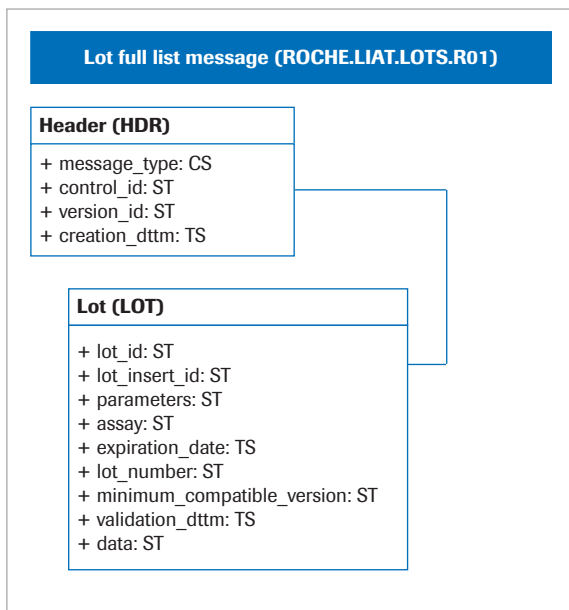 Lot full list message (ROCHE.LIAT.LOTS.R01)
Header (HDR)
+ message_type: CS
+ control_id: ST
+ version_id: ST
+ creation_dttm: TS
Lot (LOT)
+ lot_id: ST
+ lot_insert_id: ST
+ parameters: ST
+ assay: ST
+ expiration_date: TS
+ lot_number: ST
+ minimum_compatible_version: ST
+ validation_dttm: TS
+ data: ST